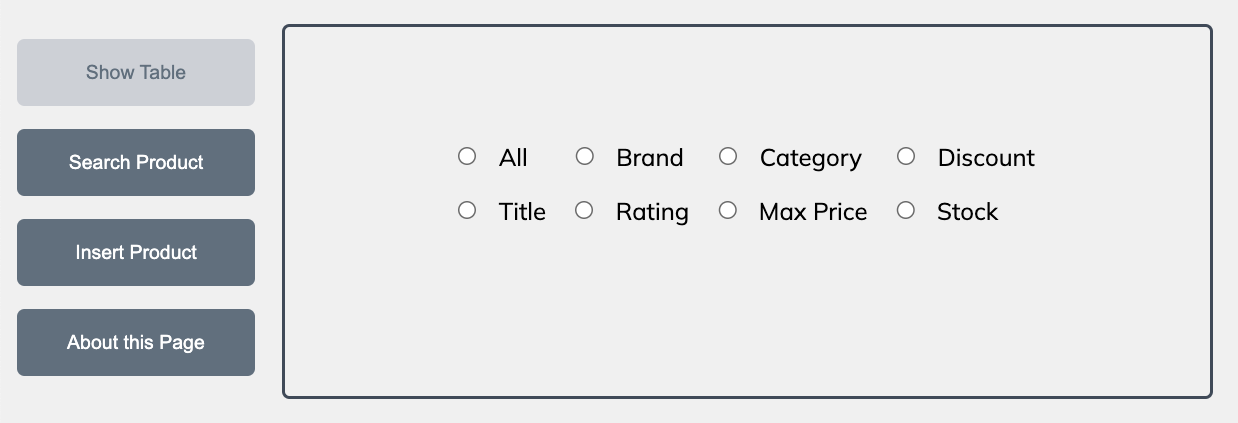 Show Table
Search Product
Insert Product
About this Page
All Brand Category Discount
Title Rating Max Price Stock